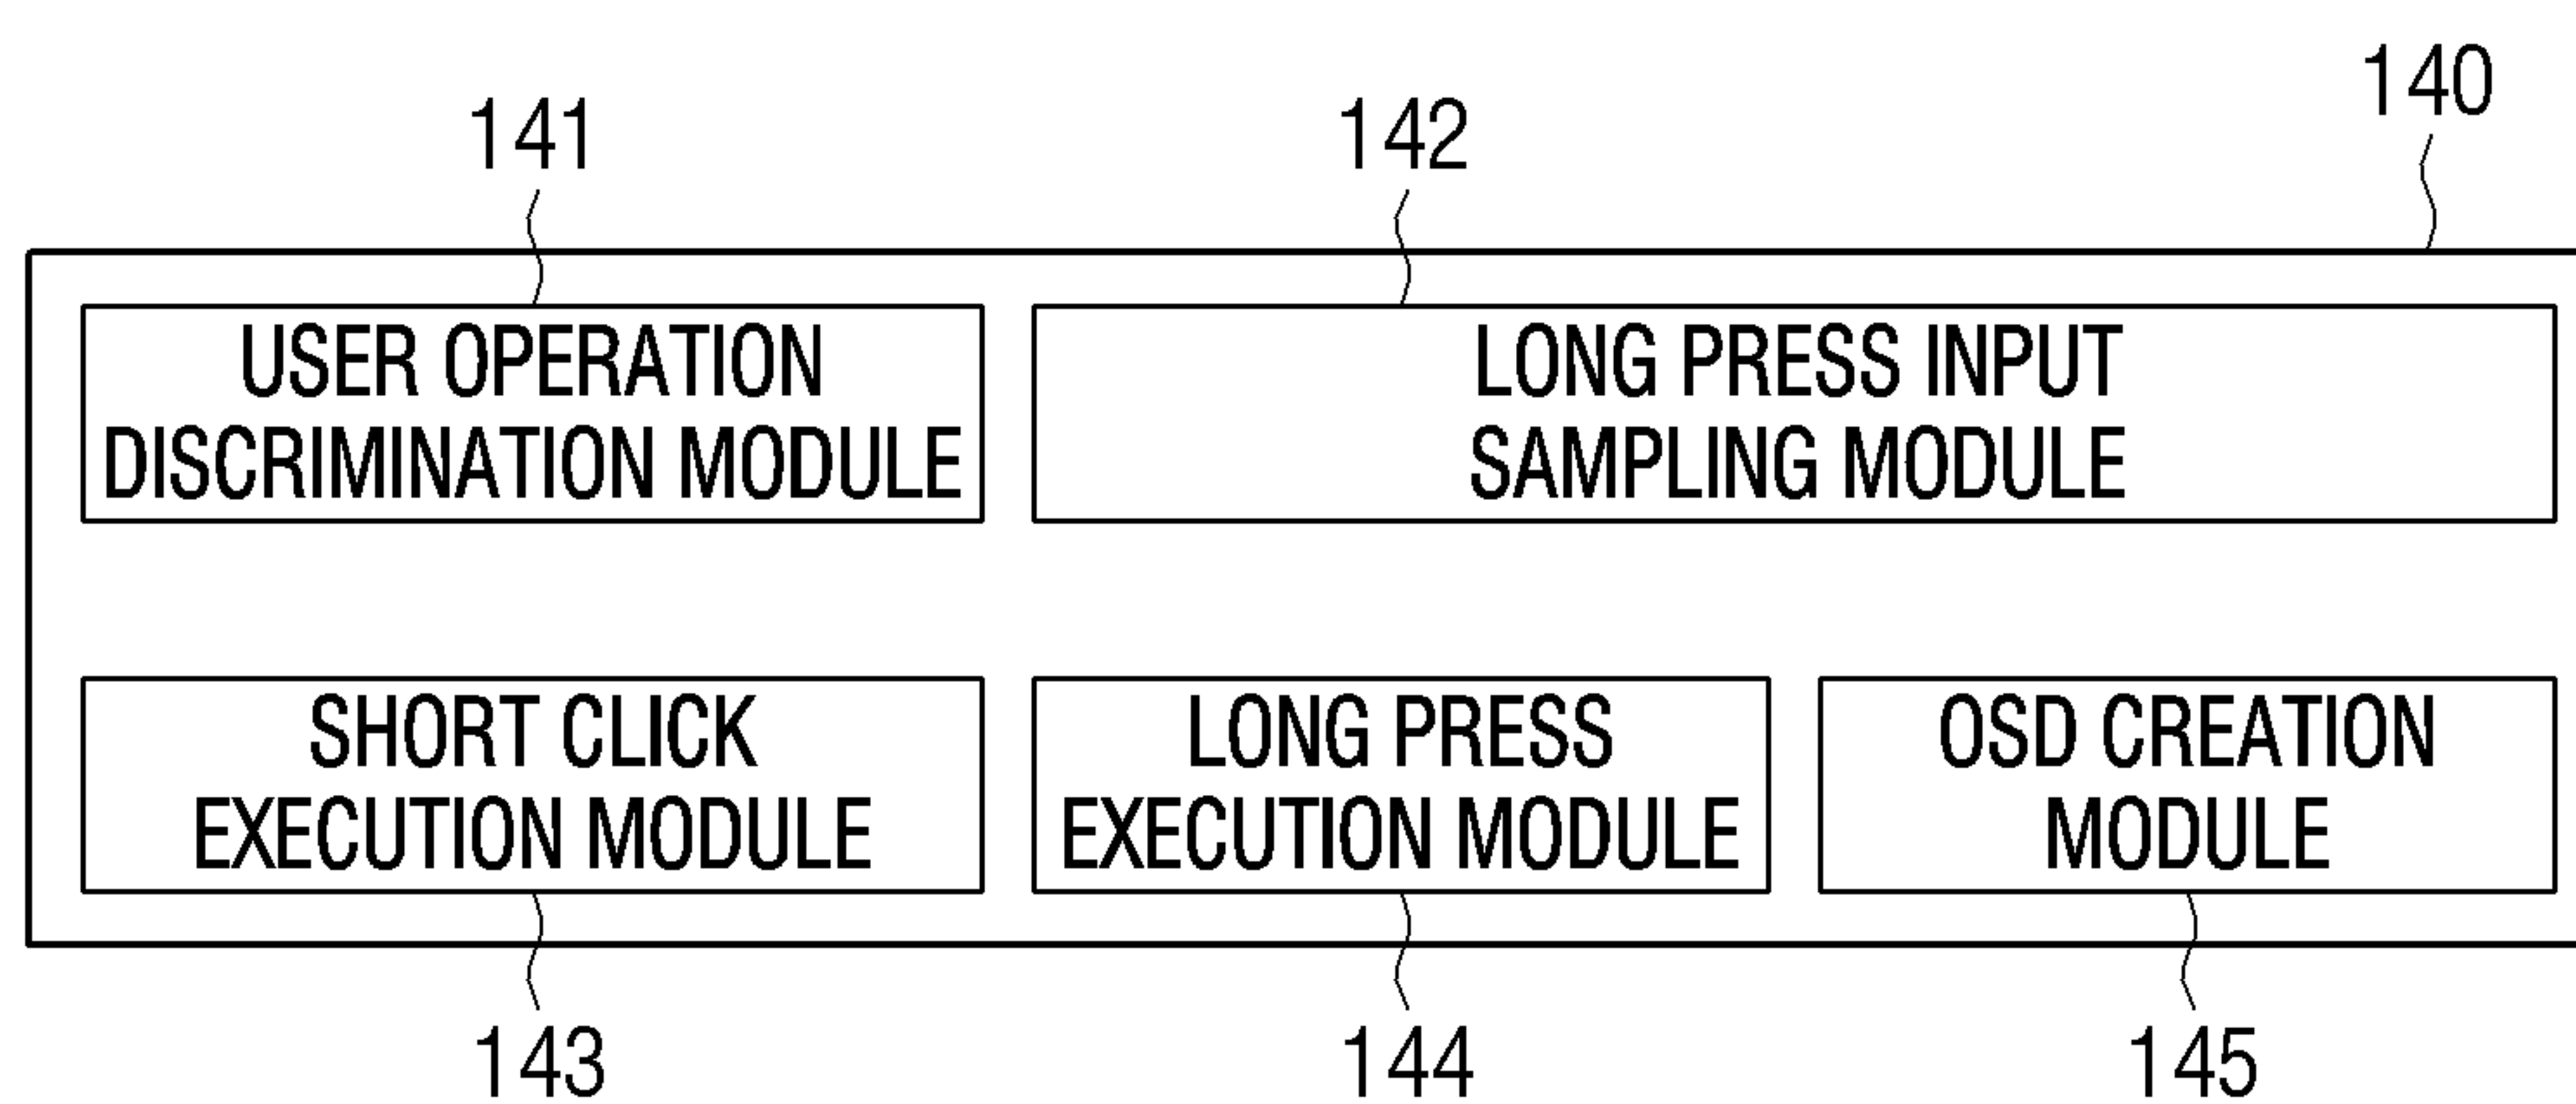 140
141
142
USER OPERATION
DISCRIMINATION MODULE
LONG PRESS INPUT
SAMPLING MODULE
SHORT CLICK
EXECUTION MODULE
LONG PRESS
EXECUTION MODULE
OSD CREATION
MODULE
143
144
145